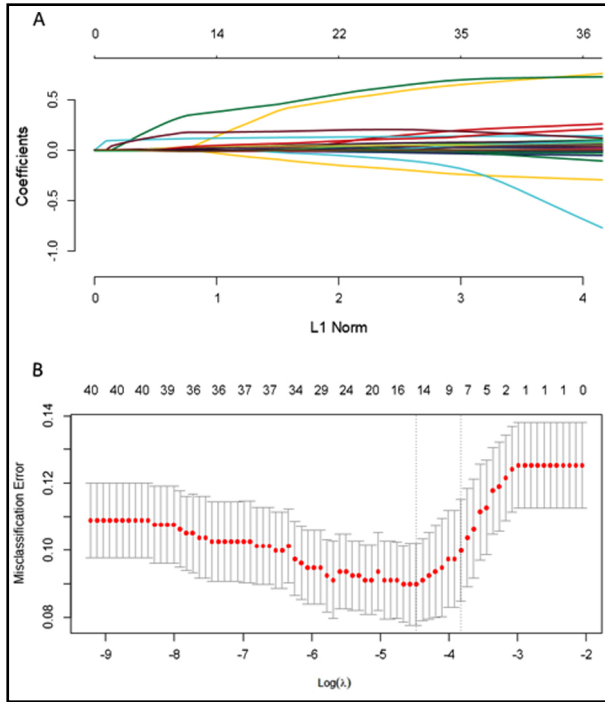 A
0 14 22 35 36
Coefficients
0.5
0.0
-0.5
-1.0
0 1 2 3 4
L1 Norm
B
40 40 40 39 36 36 37 37 34 29 24 20 16 14 9 7 5 2 1 1 1 0
Misclassification Error
0.14
0.12
0.10
0.08
-9 -8 -7 -6 -5 -4 -3 -2
Log(λ)